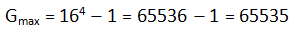 Gmax = 16⁴ − 1 = 65536 − 1 = 65535